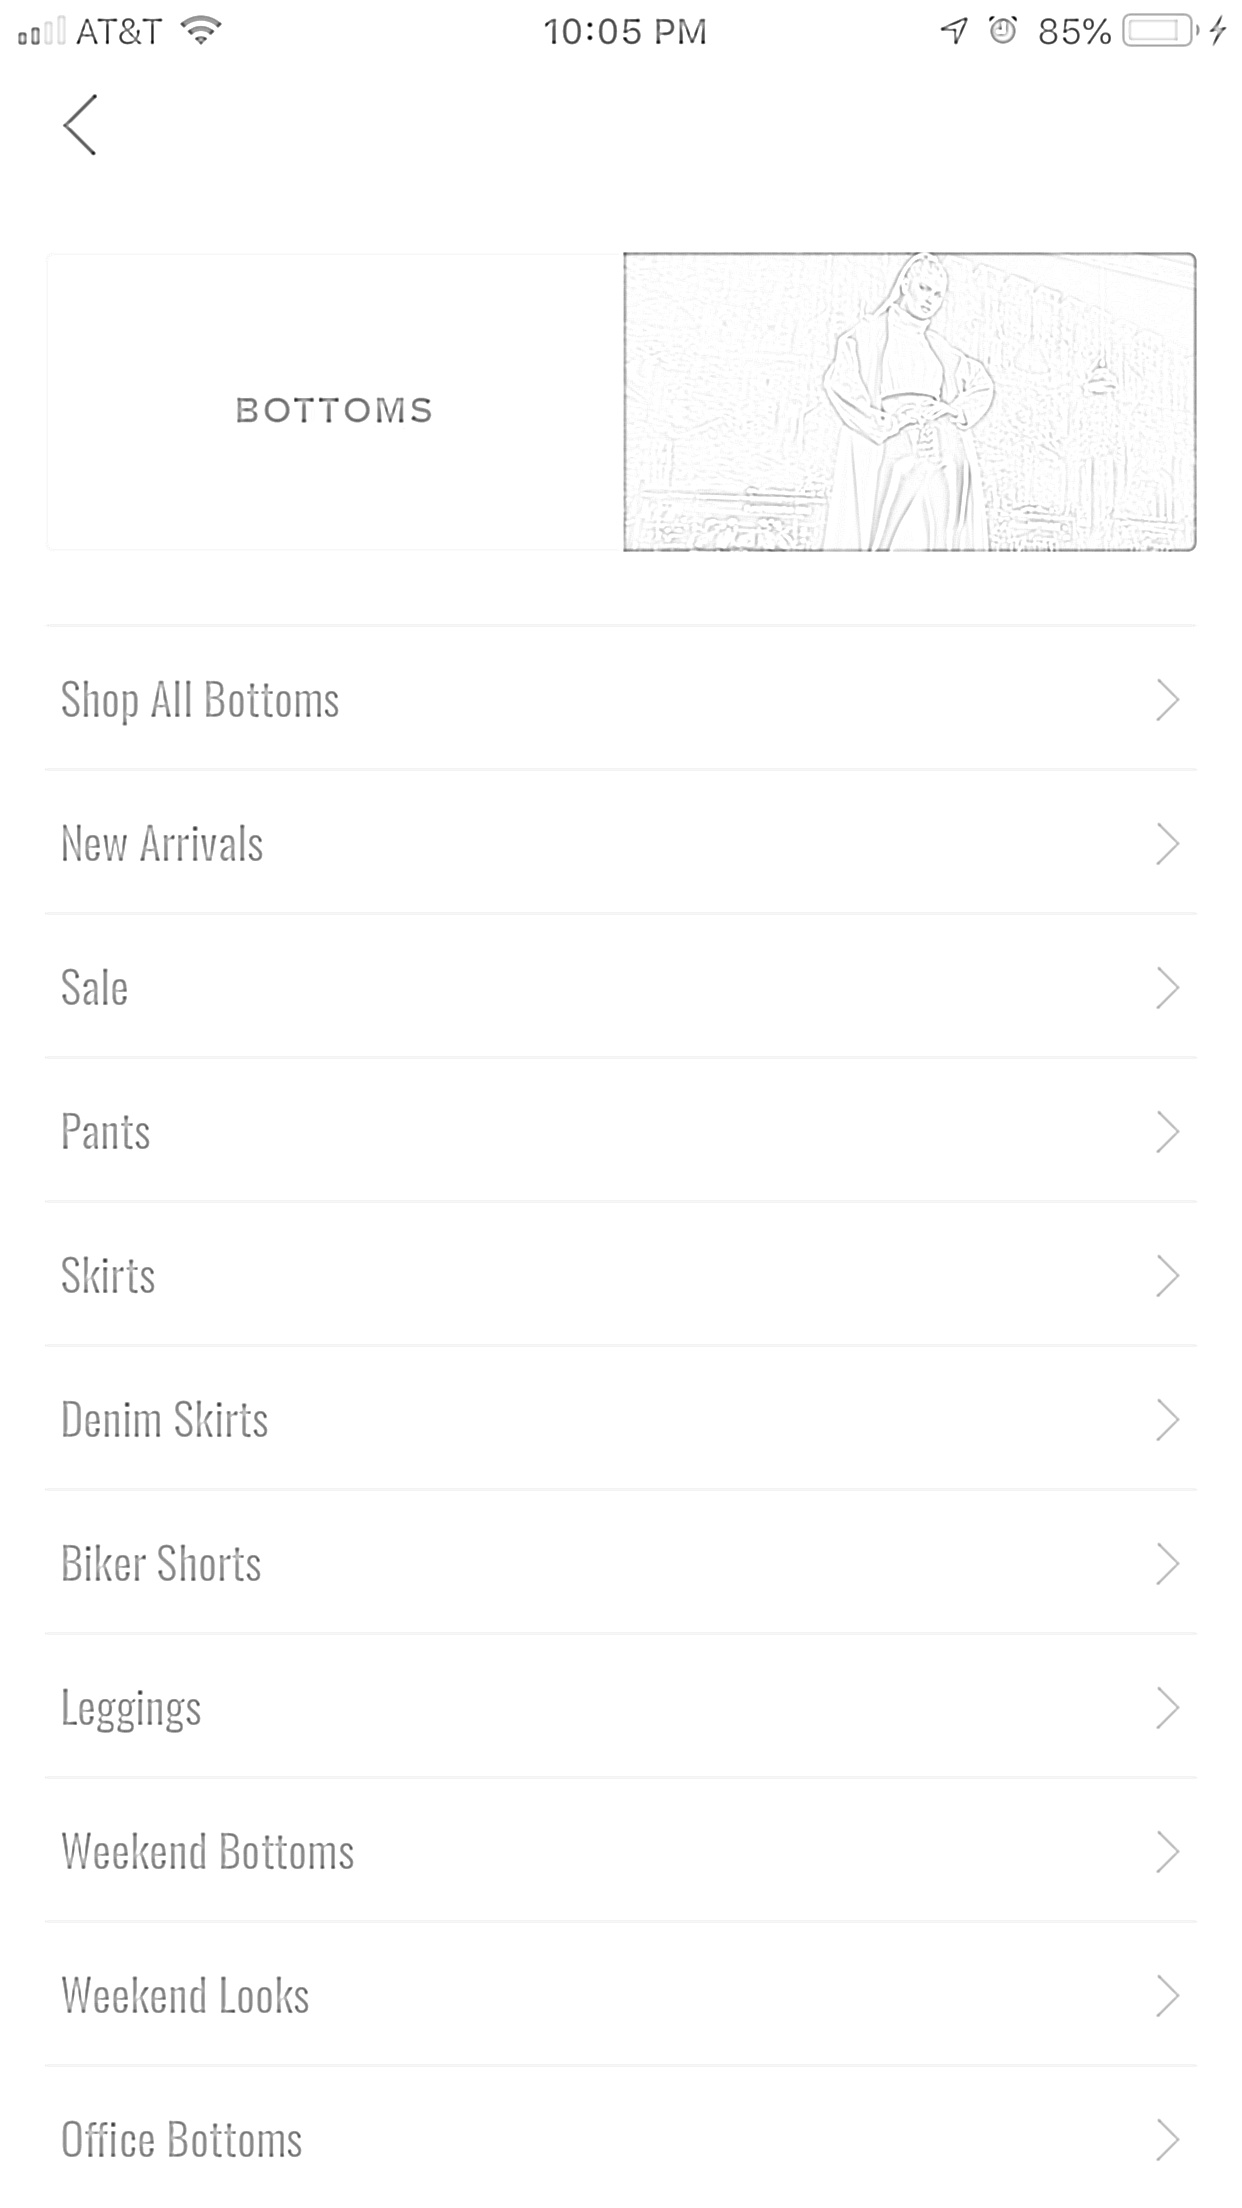 AT&T 10:05 PM 85%
BOTTOMS
Shop All Bottoms
New Arrivals
Sale
Pants
Skirts
Denim Skirts
Biker Shorts
Leggings
Weekend Bottoms
Weekend Looks
Office Bottoms